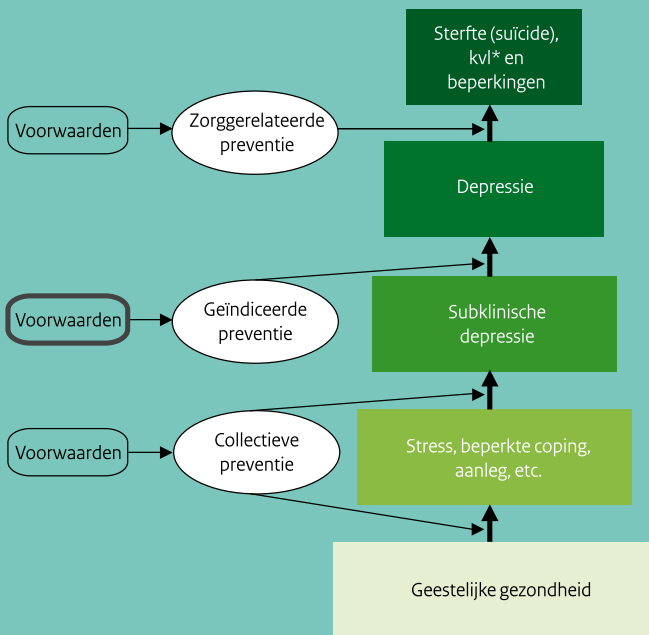 Sterfte (suïcide),
kvl* en
beperkingen
Voorwaarden
Zorggerelateerde
preventie
Depressie
Voorwaarden
Geïndiceerde
preventie
Subklinische
depressie
Voorwaarden
Collectieve
preventie
Stress, beperkte coping,
aanleg, etc.
Geestelijke gezondheid